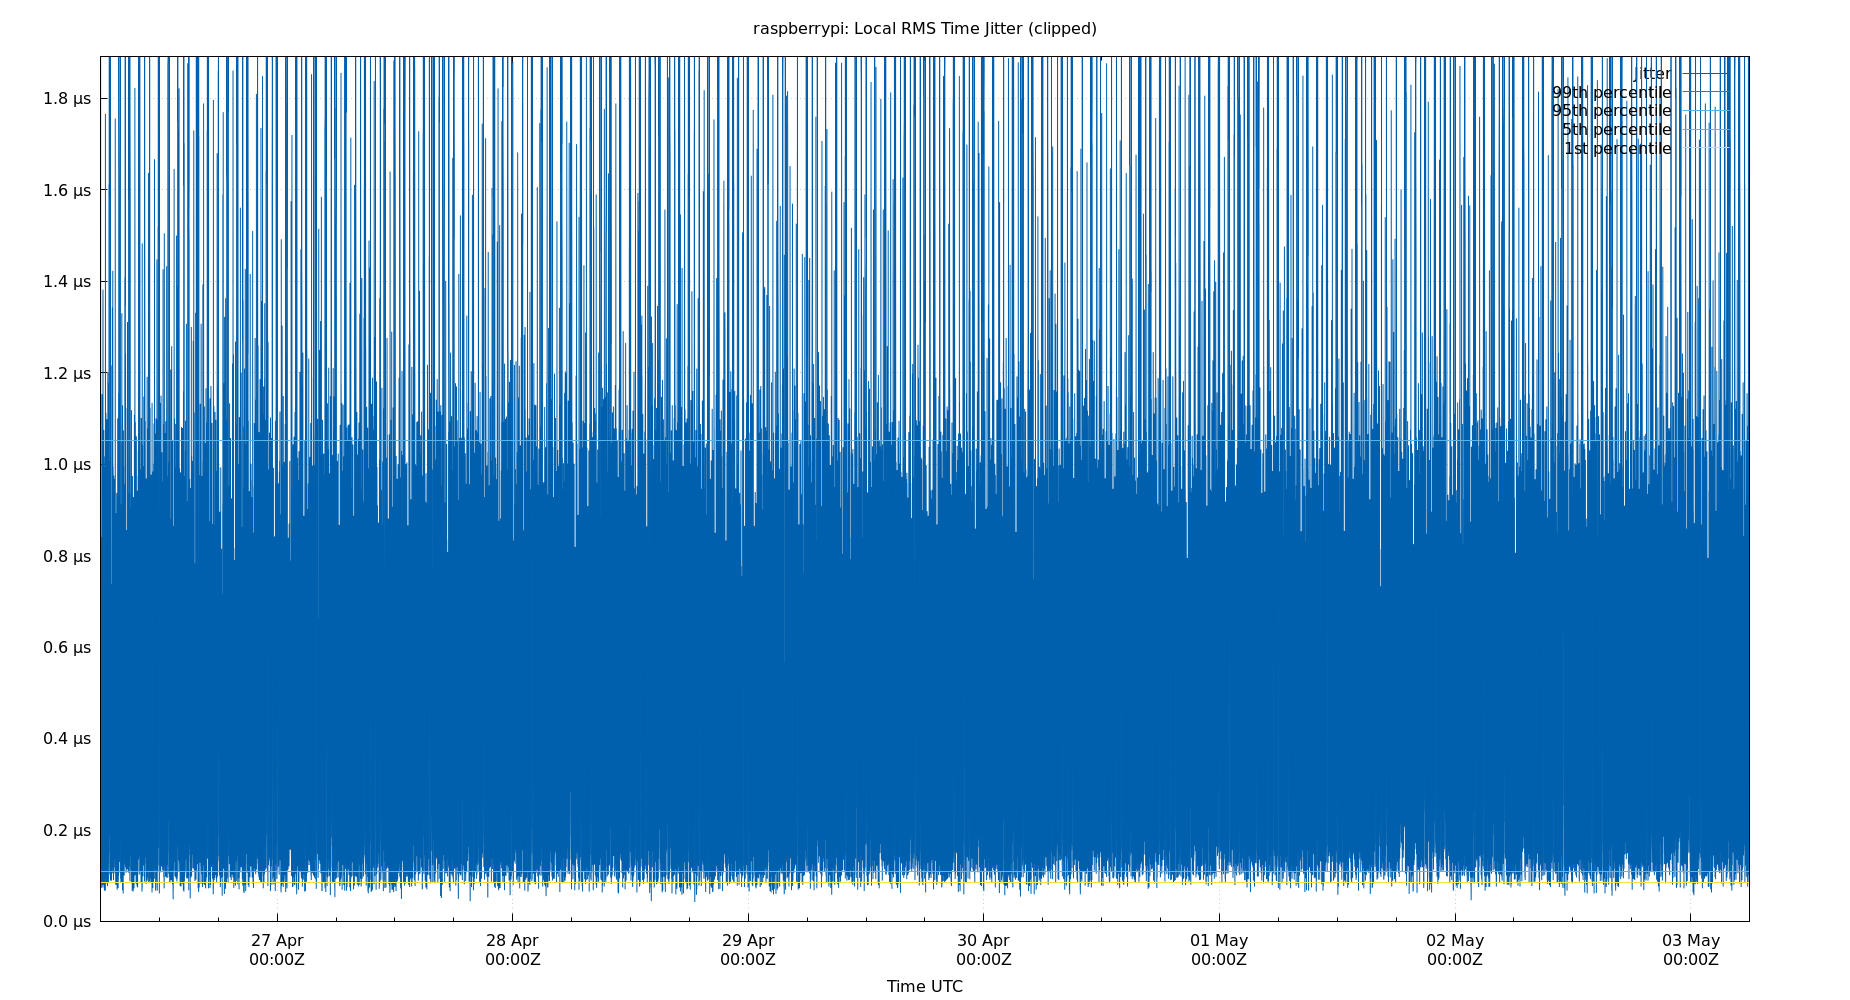 raspberrypi: Local RMS Time Jitter (clipped)
jitter
99th percentile
95th percentile
5th percentile
1st percentile
1.8 µs
1.6 µs
1.4 µs
1.2 µs
1.0 µs
0.8 µs
0.6 µs
0.4 µs
0.2 µs
0.0 µs
27 Apr 28 Apr 29 Apr 30 Apr 01 May 02 May 03 May
00:00Z 00:00Z 00:00Z 00:00Z 00:00Z 00:00Z 00:00Z
Time UTC